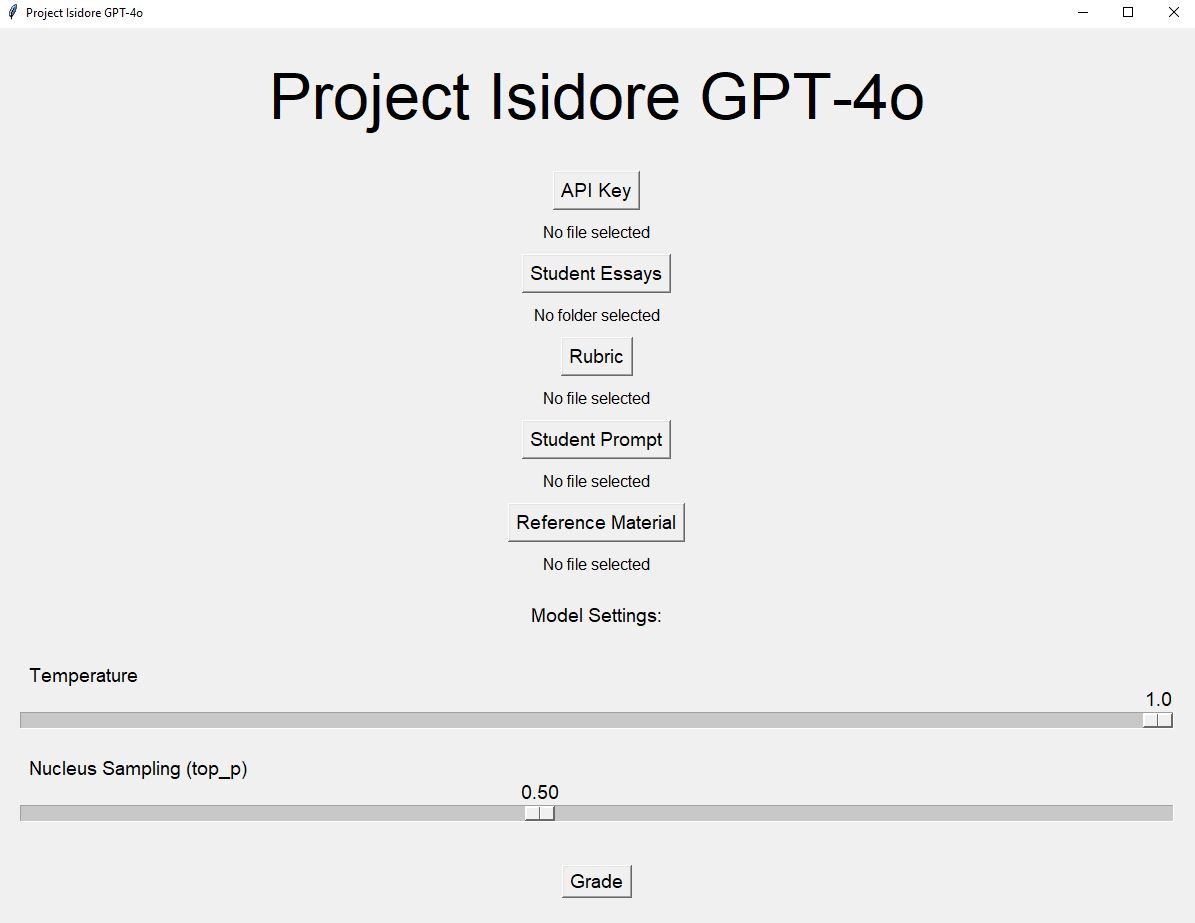 Project Isidore GPT-4o
Project Isidore GPT-4o
API Key
No file selected
Student Essays
No folder selected
Rubric
No file selected
Student Prompt
No file selected
Reference Material
No file selected
Model Settings:
Temperature
1.0
Nucleus Sampling (top_p)
0.50
Grade